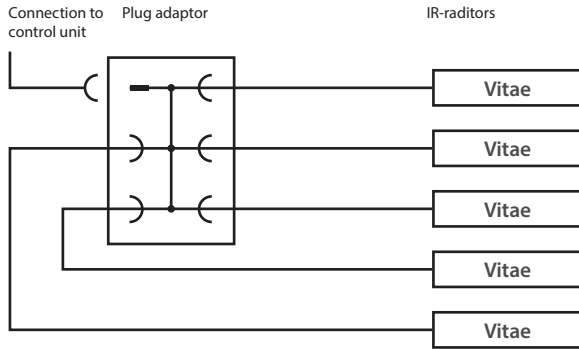 Connection to
control unit
Plug adaptor
IR-raditors
Vitae
Vitae
Vitae
Vitae
Vitae